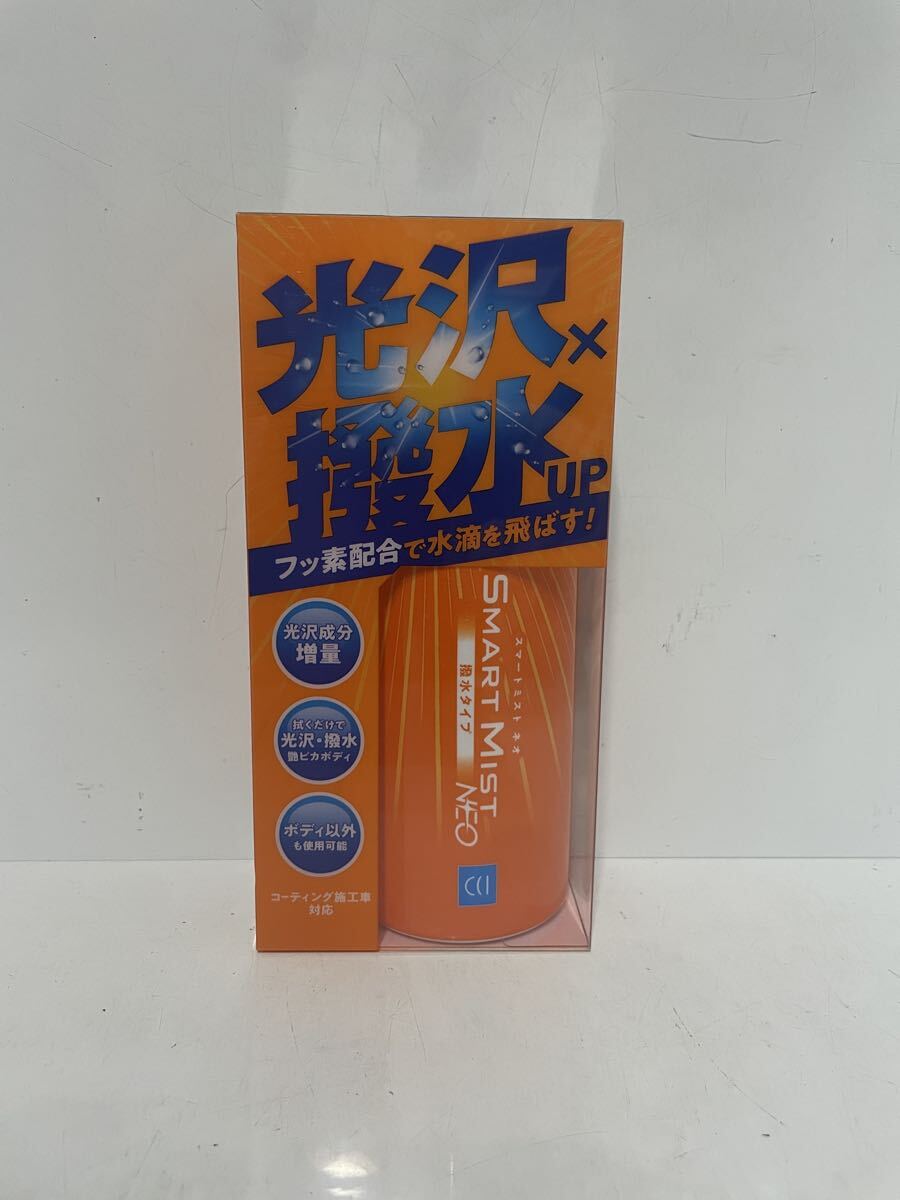 光沢×
撥水UP
フッ素配合で水滴を飛ばす!
光沢成分
増量
拭くだけで
光沢・撥水
艶ピカボディ
ボディ以外
も使用可能
コーティング施工車
対応
スマートミスト ネオ
SMART MIST NEO
撥水タイプ
CCI